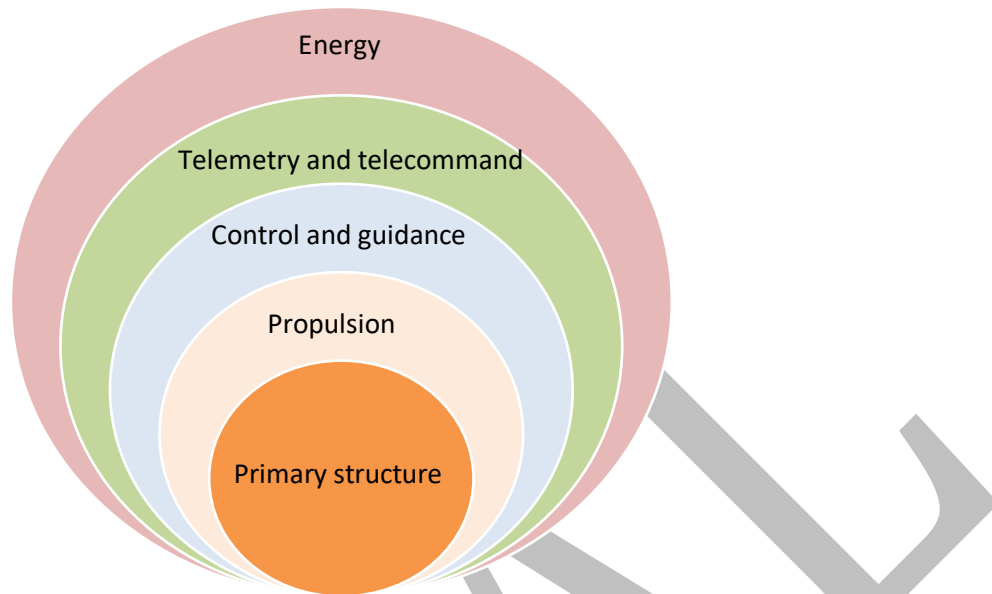 Energy
Telemetry and telecommand
Control and guidance
Propulsion
Primary structure